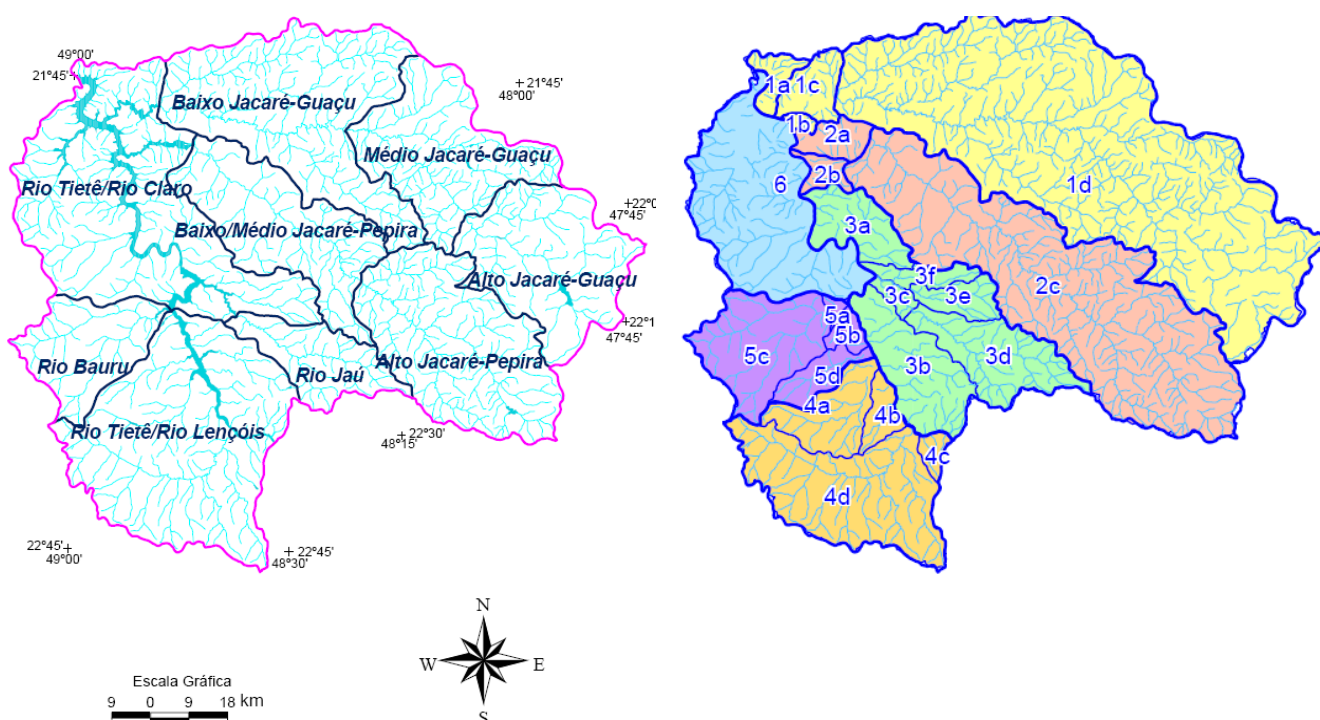 49°00'
21°45'
Baixo Jacaré-Guaçu
21°45'
48°00'
Médio Jacaré-Guaçu
Rio Tietê/Rio Claro
22°0
47°45'
Baixo/Médio Jacaré-Pepira
Alto Jacaré-Guaçu
22°1
47°45'
Rio Bauru
Rio Jaú
Alto Jacaré-Pepira
Rio Tietê/Rio Lençóis
22°30'
48°15'
22°45'
49°00'
22°45'
48°30'
N
W
E
S
Escala Gráfica
9 0 9 18 km
1a
1c
1b
2a
2b
6
1d
3a
3f
3c
3e
2c
5a
5b
5c
5d
3b
3d
4a
4b
4c
4d